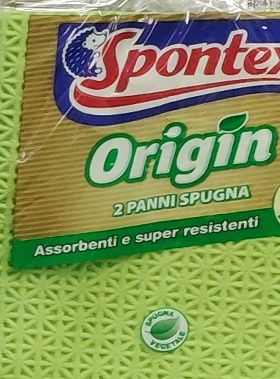 Spontex
Origin
2 PANNI SPUGNA
Assorbenti e super resistenti
SPUGNA
VEGETALE